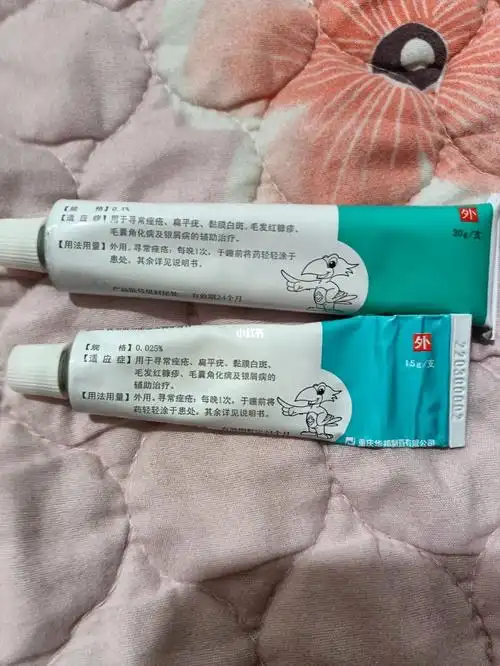 【规　格】0.1%
【适应症】用于寻常痤疮、扁平疣、黏膜白斑、毛发红糠疹、
毛囊角化病及银屑病的辅助治疗。
【用法用量】外用。寻常痤疮：每晚1次，于睡前将药轻轻涂于
患处，其余详见说明书。
有效期24个月
外
30g/支
小红书
【规　格】0.025%
【适应症】用于寻常痤疮、扁平疣、黏膜白斑、
毛发红糠疹、毛囊角化病及银屑病的
辅助治疗。
【用法用量】外用。寻常痤疮：每晚1次，于睡前将
药轻轻涂于患处，其余详见说明书。
外
15g/支
重庆华邦制药有限公司